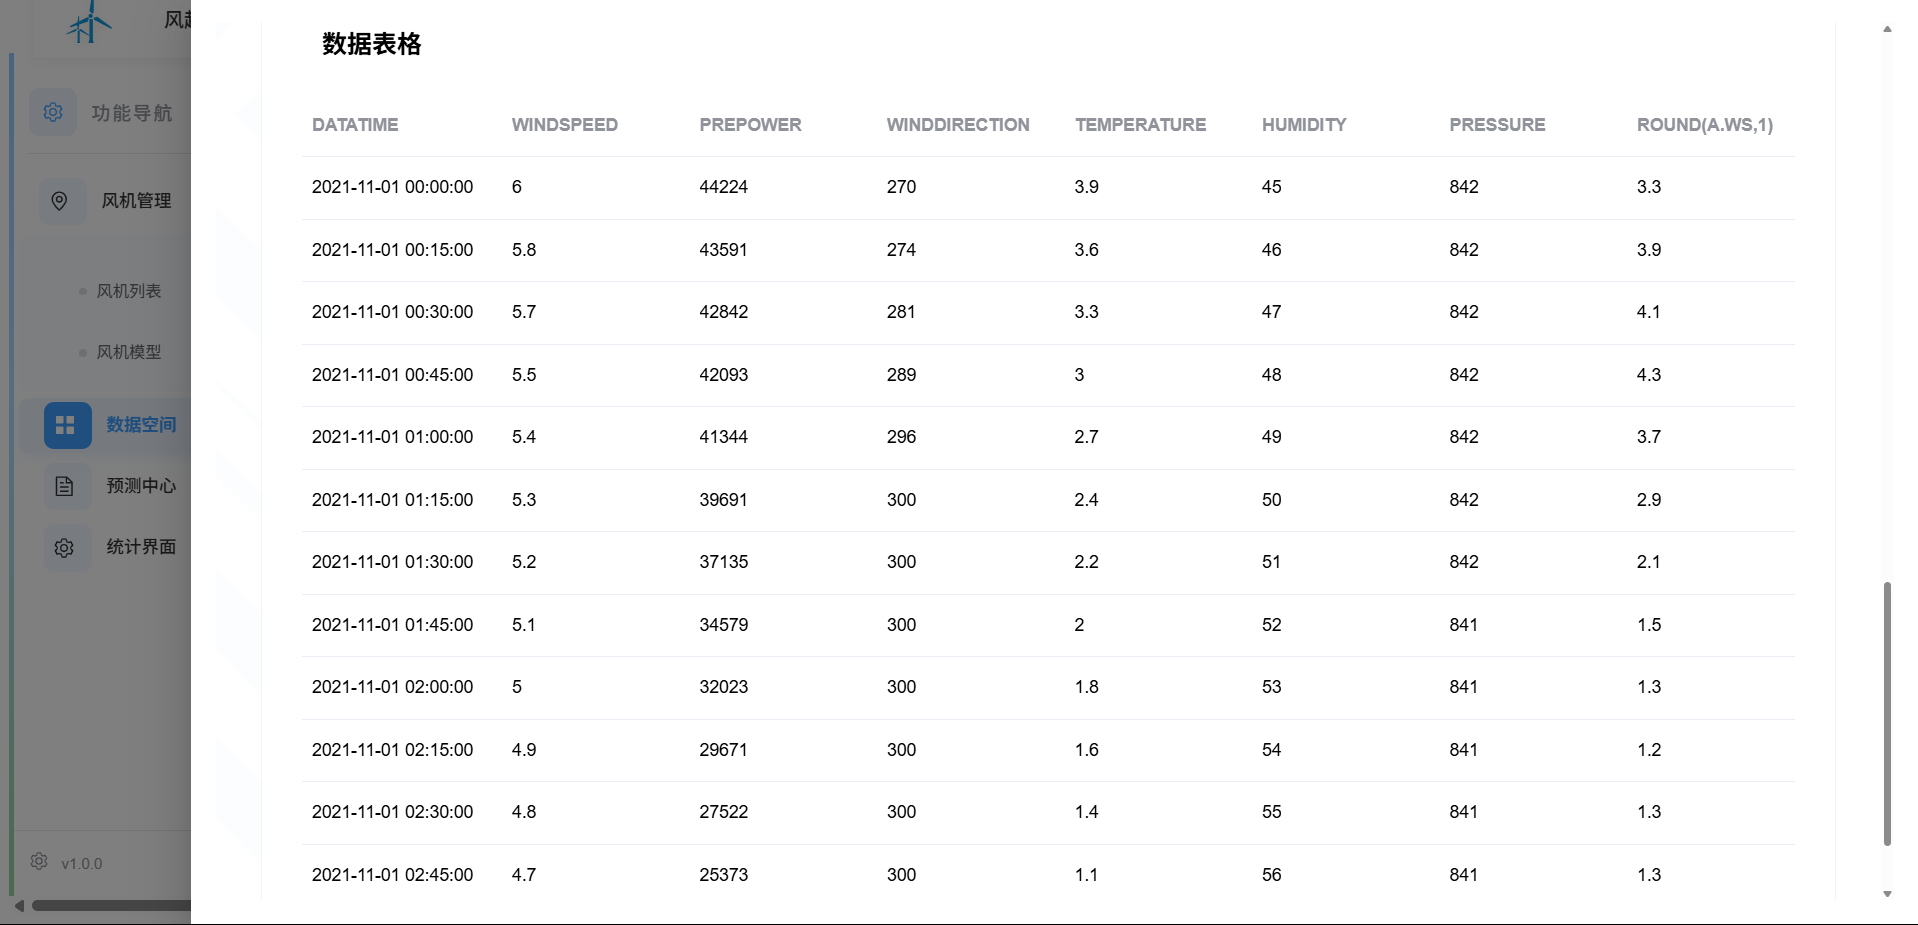 风起
功能导航
风机管理
风机列表
风机模型
数据空间
预测中心
统计界面
v1.0.0
数据表格
DATATIME WINDSPEED PREPOWER WINDDIRECTION TEMPERATURE HUMIDITY PRESSURE ROUND(A.WS,1)
2021-11-01 00:00:00 6 44224 270 3.9 45 842 3.3
2021-11-01 00:15:00 5.8 43591 274 3.6 46 842 3.9
2021-11-01 00:30:00 5.7 42842 281 3.3 47 842 4.1
2021-11-01 00:45:00 5.5 42093 289 3 48 842 4.3
2021-11-01 01:00:00 5.4 41344 296 2.7 49 842 3.7
2021-11-01 01:15:00 5.3 39691 300 2.4 50 842 2.9
2021-11-01 01:30:00 5.2 37135 300 2.2 51 842 2.1
2021-11-01 01:45:00 5.1 34579 300 2 52 841 1.5
2021-11-01 02:00:00 5 32023 300 1.8 53 841 1.3
2021-11-01 02:15:00 4.9 29671 300 1.6 54 841 1.2
2021-11-01 02:30:00 4.8 27522 300 1.4 55 841 1.3
2021-11-01 02:45:00 4.7 25373 300 1.1 56 841 1.3